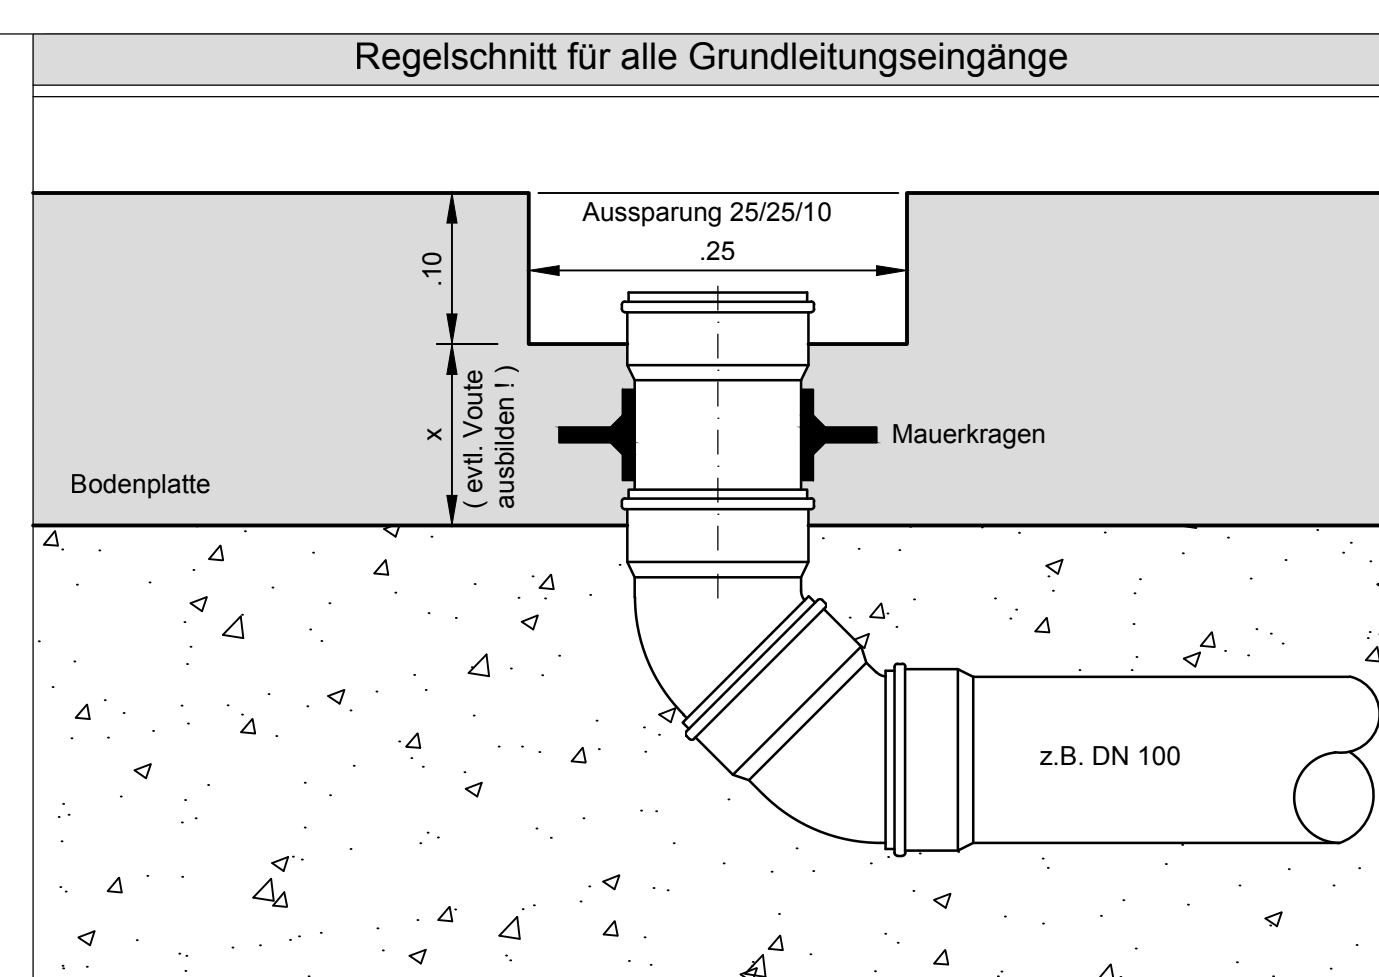 Regelschnitt für alle Grundleitungseingänge
Aussparung 25/25/10
.25
.10
x
( evtl. Voute
ausbilden ! )
Mauerkragen
Bodenplatte
z.B. DN 100